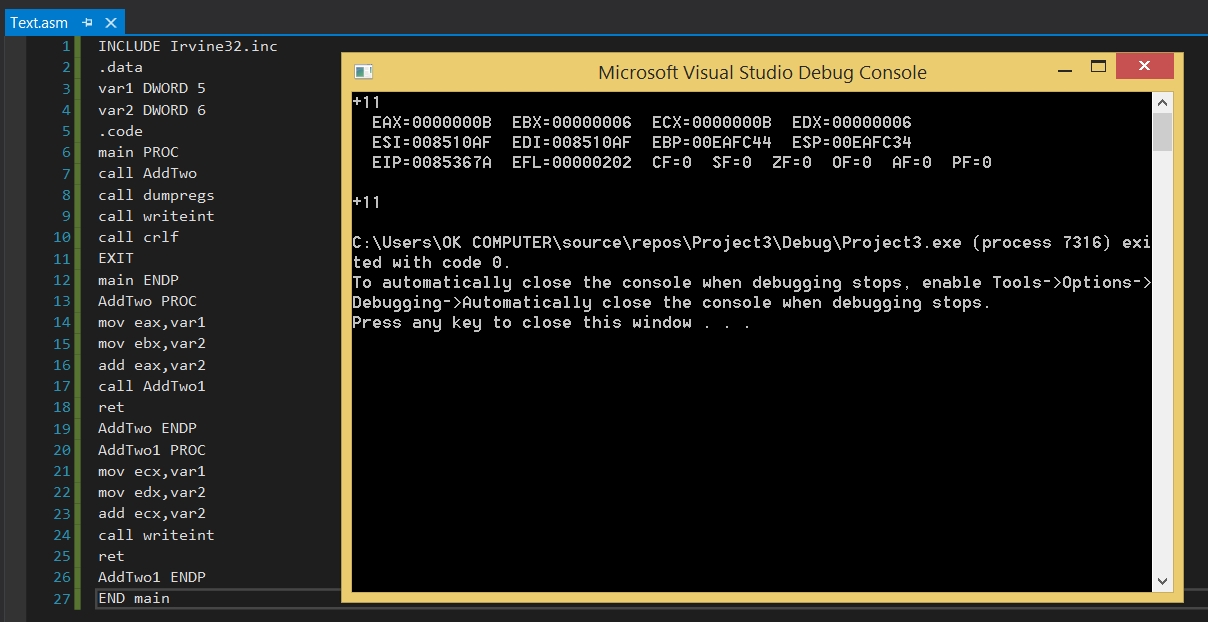 Text.asm
1 INCLUDE Irvine32.inc
2 .data
3 var1 DWORD 5
4 var2 DWORD 6
5 .code
6 main PROC
7 call AddTwo
8 call dumpregs
9 call writeint
10 call crlf
11 EXIT
12 main ENDP
13 AddTwo PROC
14 mov eax,var1
15 mov ebx,var2
16 add eax,var2
17 call AddTwo1
18 ret
19 AddTwo ENDP
20 AddTwo1 PROC
21 mov ecx,var1
22 mov edx,var2
23 add ecx,var2
24 call writeint
25 ret
26 AddTwo1 ENDP
27 END main
Microsoft Visual Studio Debug Console
+11
EAX=0000000B EBX=00000006 ECX=0000000B EDX=00000006
ESI=008510AF EDI=008510AF EBP=00EAFC44 ESP=00EAFC34
EIP=0085367A EFL=00000202 CF=0 SF=0 ZF=0 OF=0 AF=0 PF=0
+11
C:\Users\OK COMPUTER\source\repos\Project3\Debug\Project3.exe (process 7316) exi
ted with code 0.
To automatically close the console when debugging stops, enable Tools->Options->
Debugging->Automatically close the console when debugging stops.
Press any key to close this window . . .